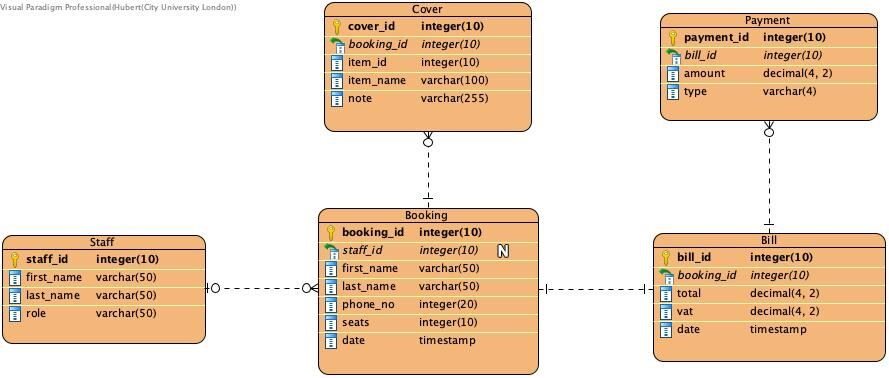 Visual Paradigm Professional(Hubert(City University London))
Cover
cover_id integer(10)
booking_id integer(10)
item_id integer(10)
item_name varchar(100)
note varchar(255)
Payment
payment_id integer(10)
bill_id integer(10)
amount decimal(4, 2)
type varchar(4)
Staff
staff_id integer(10)
first_name varchar(50)
last_name varchar(50)
role varchar(50)
Booking
booking_id integer(10)
staff_id integer(10) N
first_name varchar(50)
last_name varchar(50)
phone_no integer(20)
seats integer(10)
date timestamp
Bill
bill_id integer(10)
booking_id integer(10)
total decimal(4, 2)
vat decimal(4, 2)
date timestamp